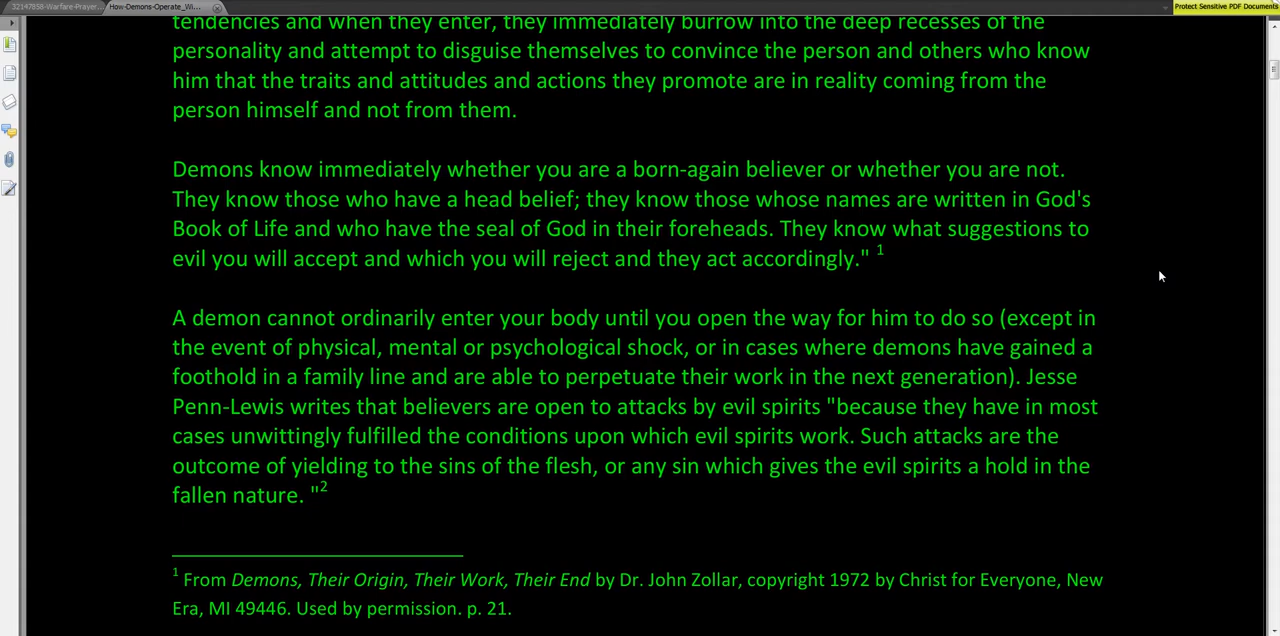 32147858-Warfare-Prayer...
How-Demons-Operate_Wi...
Protect Sensitive PDF Documents
tendencies and when they enter, they immediately burrow into the deep recesses of the
personality and attempt to disguise themselves to convince the person and others who know
him that the traits and attitudes and actions they promote are in reality coming from the
person himself and not from them.
Demons know immediately whether you are a born-again believer or whether you are not.
They know those who have a head belief; they know those whose names are written in God's
Book of Life and who have the seal of God in their foreheads. They know what suggestions to
evil you will accept and which you will reject and they act accordingly." 1
A demon cannot ordinarily enter your body until you open the way for him to do so (except in
the event of physical, mental or psychological shock, or in cases where demons have gained a
foothold in a family line and are able to perpetuate their work in the next generation). Jesse
Penn-Lewis writes that believers are open to attacks by evil spirits "because they have in most
cases unwittingly fulfilled the conditions upon which evil spirits work. Such attacks are the
outcome of yielding to the sins of the flesh, or any sin which gives the evil spirits a hold in the
fallen nature. "2
1 From Demons, Their Origin, Their Work, Their End by Dr. John Zollar, copyright 1972 by Christ for Everyone, New
Era, MI 49446. Used by permission. p. 21.